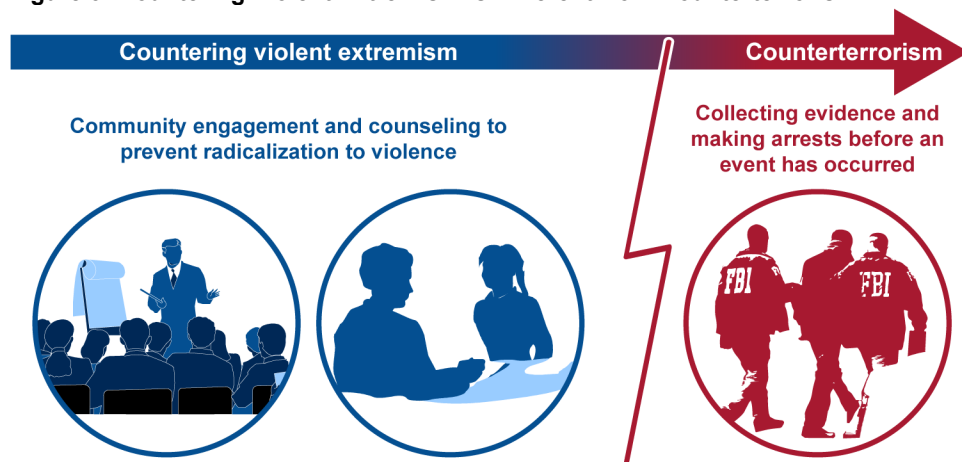 Countering violent extremism
Counterterrorism
Community engagement and counseling to
prevent radicalization to violence
Collecting evidence and
making arrests before an
event has occurred
FBI
FBI